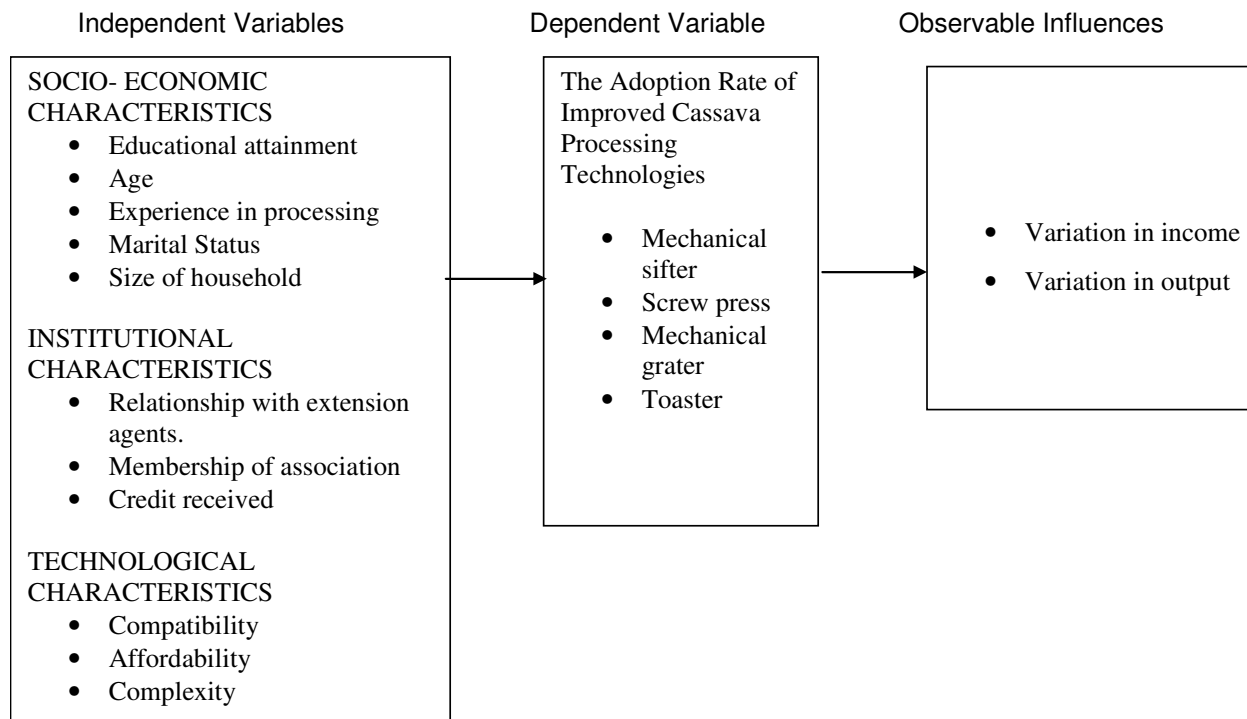 Independent Variables
Dependent Variable
Observable Influences
SOCIO- ECONOMIC
CHARACTERISTICS
• Educational attainment
• Age
• Experience in processing
• Marital Status
• Size of household
INSTITUTIONAL
CHARACTERISTICS
• Relationship with extension
agents.
• Membership of association
• Credit received
TECHNOLOGICAL
CHARACTERISTICS
• Compatibility
• Affordability
• Complexity
The Adoption Rate of
Improved Cassava
Processing
Technologies
• Mechanical
sifter
• Screw press
• Mechanical
grater
• Toaster
• Variation in income
• Variation in output